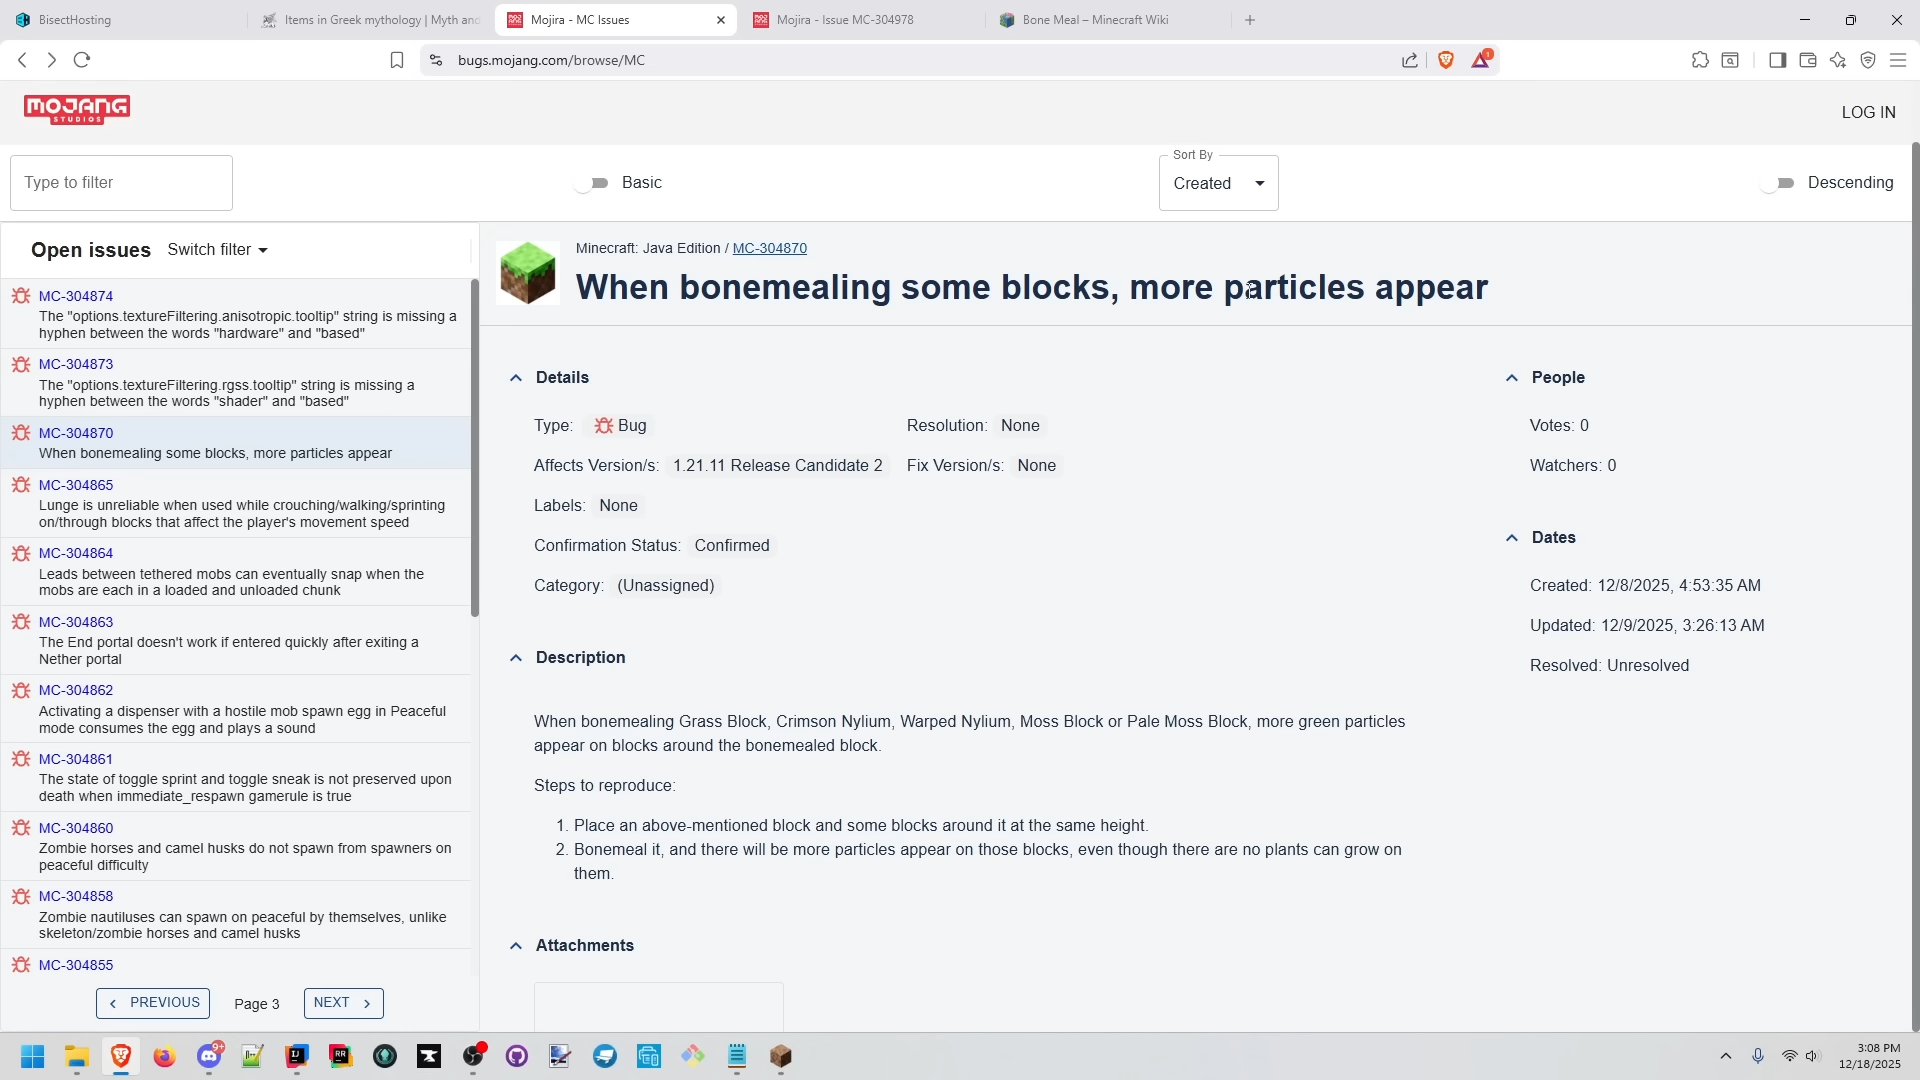 BisectHosting
Items in Greek mythology | Myth and
Mojira - MC Issues
Mojira - Issue MC-304978
Bone Meal – Minecraft Wiki
bugs.mojang.com/browse/MC
1
MOJANG
STUDIOS
LOG IN
Type to filter
Basic
Sort By
Created
Descending
Open issues
Switch filter
MC-304874
The "options.textureFiltering.anisotropic.tooltip" string is missing a
hyphen between the words "hardware" and "based"
MC-304873
The "options.textureFiltering.rgss.tooltip" string is missing a
hyphen between the words "shader" and "based"
MC-304870
When bonemealing some blocks, more particles appear
MC-304865
Lunge is unreliable when used while crouching/walking/sprinting
on/through blocks that affect the player's movement speed
MC-304864
Leads between tethered mobs can eventually snap when the
mobs are each in a loaded and unloaded chunk
MC-304863
The End portal doesn't work if entered quickly after exiting a
Nether portal
MC-304862
Activating a dispenser with a hostile mob spawn egg in Peaceful
mode consumes the egg and plays a sound
MC-304861
The state of toggle sprint and toggle sneak is not preserved upon
death when immediate_respawn gamerule is true
MC-304860
Zombie horses and camel husks do not spawn from spawners on
peaceful difficulty
MC-304858
Zombie nautiluses can spawn on peaceful by themselves, unlike
skeleton/zombie horses and camel husks
MC-304855
PREVIOUS
Page 3
NEXT
Minecraft: Java Edition / MC-304870
When bonemealing some blocks, more particles appear
Details
Type: Bug
Resolution: None
Affects Version/s: 1.21.11 Release Candidate 2
Fix Version/s: None
Labels: None
Confirmation Status: Confirmed
Category: (Unassigned)
Description
When bonemealing Grass Block, Crimson Nylium, Warped Nylium, Moss Block or Pale Moss Block, more green particles
appear on blocks around the bonemealed block.
Steps to reproduce:
1. Place an above-mentioned block and some blocks around it at the same height.
2. Bonemeal it, and there will be more particles appear on those blocks, even though there are no plants can grow on
them.
Attachments
People
Votes: 0
Watchers: 0
Dates
Created: 12/8/2025, 4:53:35 AM
Updated: 12/9/2025, 3:26:13 AM
Resolved: Unresolved
9+
IJ
RR
3:08 PM
12/18/2025